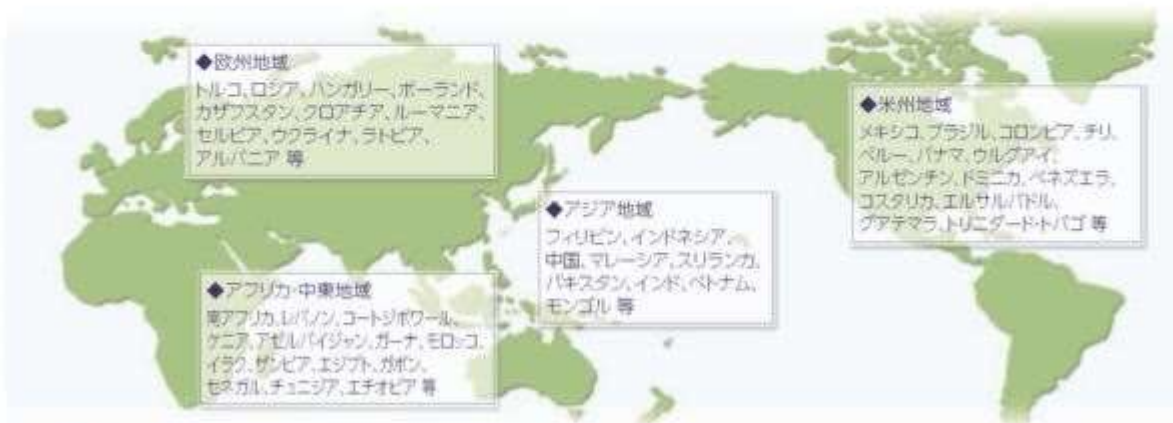 ◆欧州地域
トルコ、ロシア、ハンガリー、ポーランド、
カザフスタン、クロアチア、ルーマニア、
セルビア、ウクライナ、ラトビア、
アルバニア 等
◆米州地域
メキシコ、ブラジル、コロンビア、チリ、
ペルー、パナマ、ウルグアイ、
アルゼンチン、ドミニカ、ベネズエラ、
コスタリカ、エルサルバドル、
グアテマラ、トリニダード・トバゴ 等
◆アジア地域
フィリピン、インドネシア、
中国、マレーシア、スリランカ、
パキスタン、インド、ベトナム、
モンゴル 等
◆アフリカ・中東地域
南アフリカ、レバノン、コートジボワール、
ケニア、アゼルバイジャン、ガーナ、モロッコ、
イラク、ザンビア、エジプト、ガボン、
セネガル、チュニジア、エチオピア 等